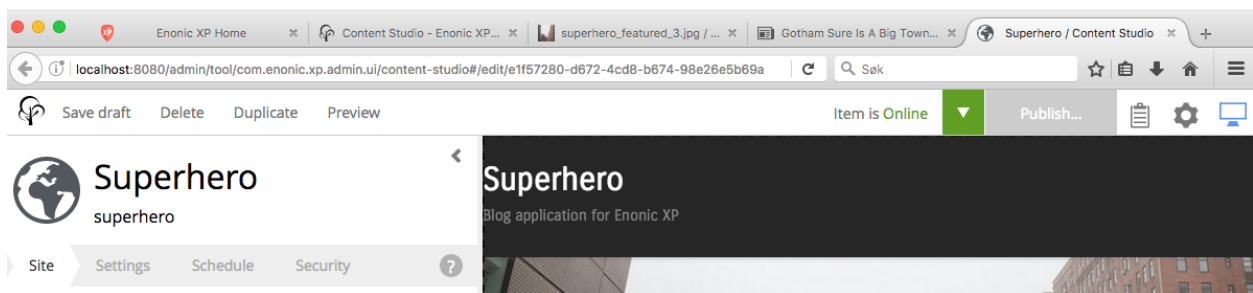 XP Enonic XP Home Content Studio - Enonic XP... superhero_featured_3.jpg / ... Gotham Sure Is A Big Town... Superhero / Content Studio
localhost:8080/admin/tool/com.enonic.xp.admin.ui/content-studio#/edit/e1f57280-d672-4cd8-b674-98e26e5b69a Søk
Save draft Delete Duplicate Preview Item is Online Publish...
Superhero
superhero
Site Settings Schedule Security ?
Superhero
Blog application for Enonic XP